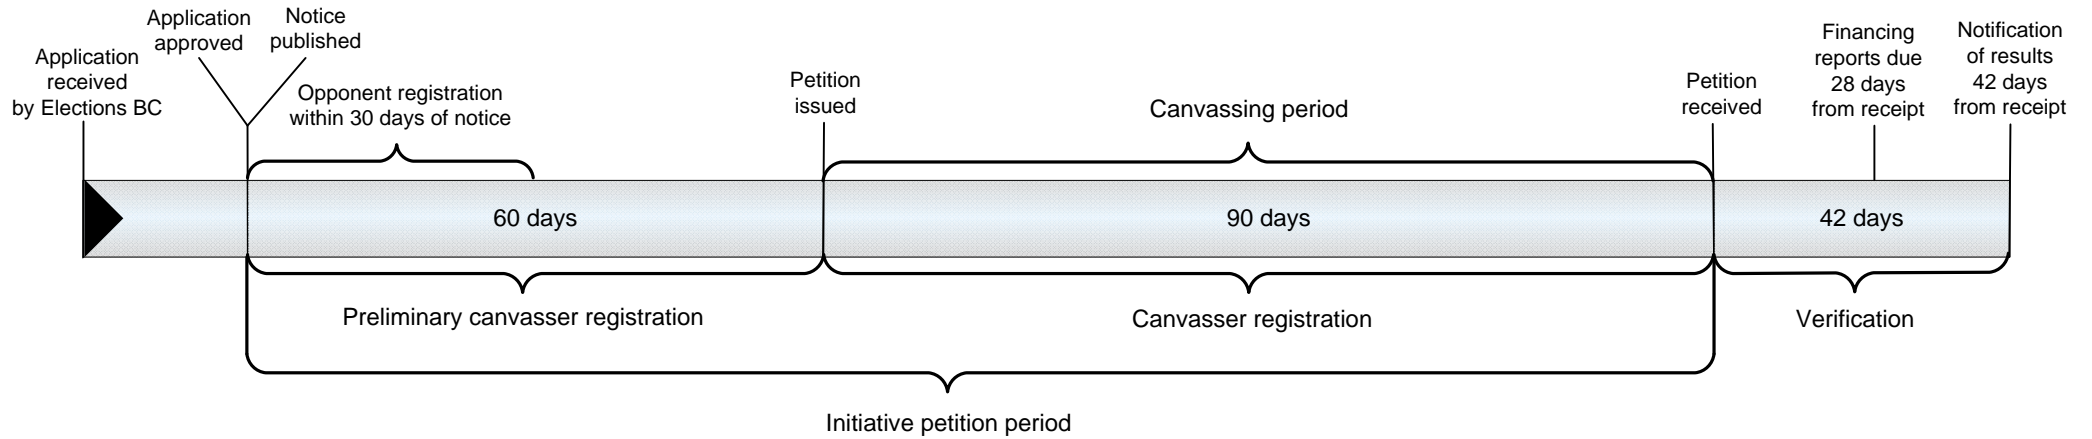 Application
received
by Elections BC
Application
approved
Notice
published
Opponent registration
within 30 days of notice
Petition
issued
Canvassing period
Petition
received
Financing
reports due
28 days
from receipt
Notification
of results
42 days
from receipt
60 days
90 days
42 days
Preliminary canvasser registration
Canvasser registration
Verification
Initiative petition period